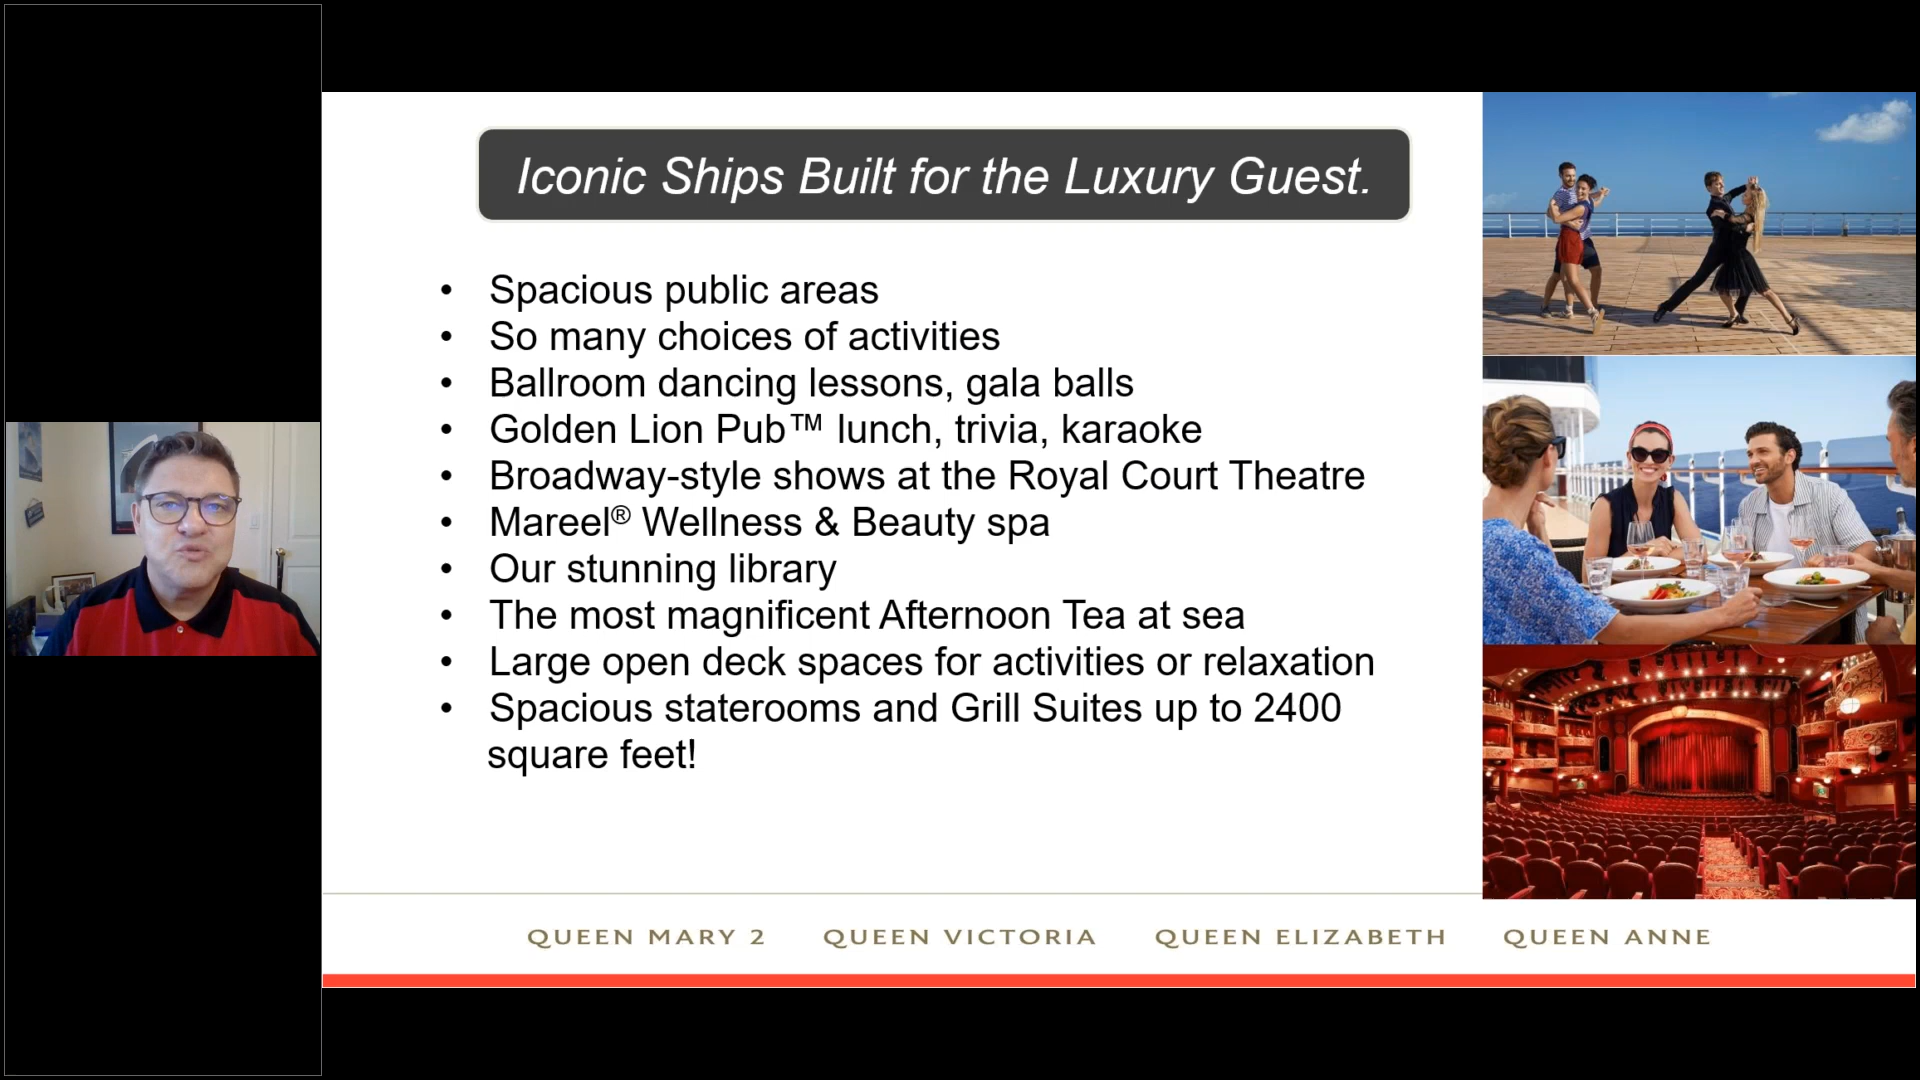 Iconic Ships Built for the Luxury Guest.
• Spacious public areas
• So many choices of activities
• Ballroom dancing lessons, gala balls
• Golden Lion Pub™ lunch, trivia, karaoke
• Broadway-style shows at the Royal Court Theatre
• Mareel® Wellness & Beauty spa
• Our stunning library
• The most magnificent Afternoon Tea at sea
• Large open deck spaces for activities or relaxation
• Spacious staterooms and Grill Suites up to 2400
square feet!
QUEEN MARY 2 QUEEN VICTORIA QUEEN ELIZABETH QUEEN ANNE